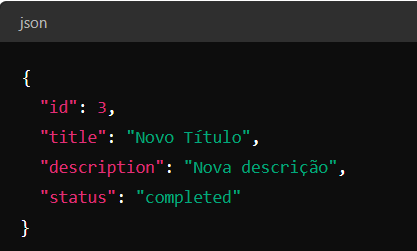 json
{
"id": 3,
"title": "Novo Título",
"description": "Nova descrição",
"status": "completed"
}